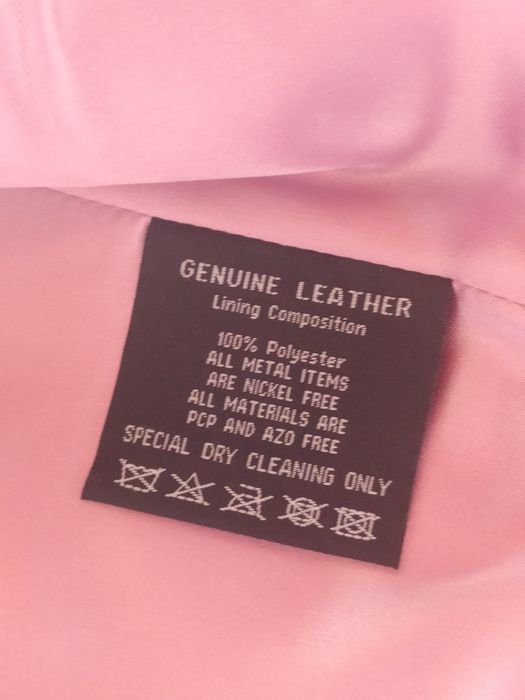 GENUINE LEATHER
Lining Composition
100% Polyester
ALL METAL ITEMS
ARE NICKEL FREE
ALL MATERIALS ARE
PCP AND AZO FREE
SPECIAL DRY CLEANING ONLY